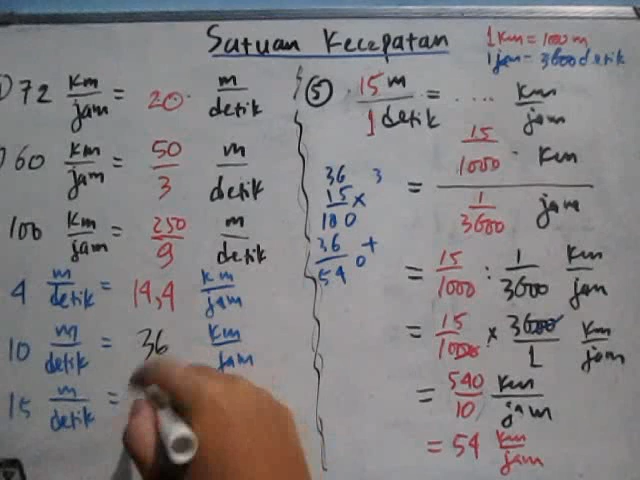 Satuan Kecepatan
1 km = 1000 m
1 jam = 3600 detik
) 72 km/jam = 20 m/detik
) 60 km/jam = 50/3 m/detik
100 km/jam = 250/9 m/detik
4 m/detik = 14,4 km/jam
10 m/detik = 36 km/jam
15 m/detik =
5 15 m / 1 detik = .... km/jam
= 15/1000 . km / 1/3600 jam
36 3
15 x
180
36 +
540
= 15/1000 : 1/3600 km/jam
= 15/1000 x 3600/1 km/jam
= 540/10 km/jam
= 54 km/jam